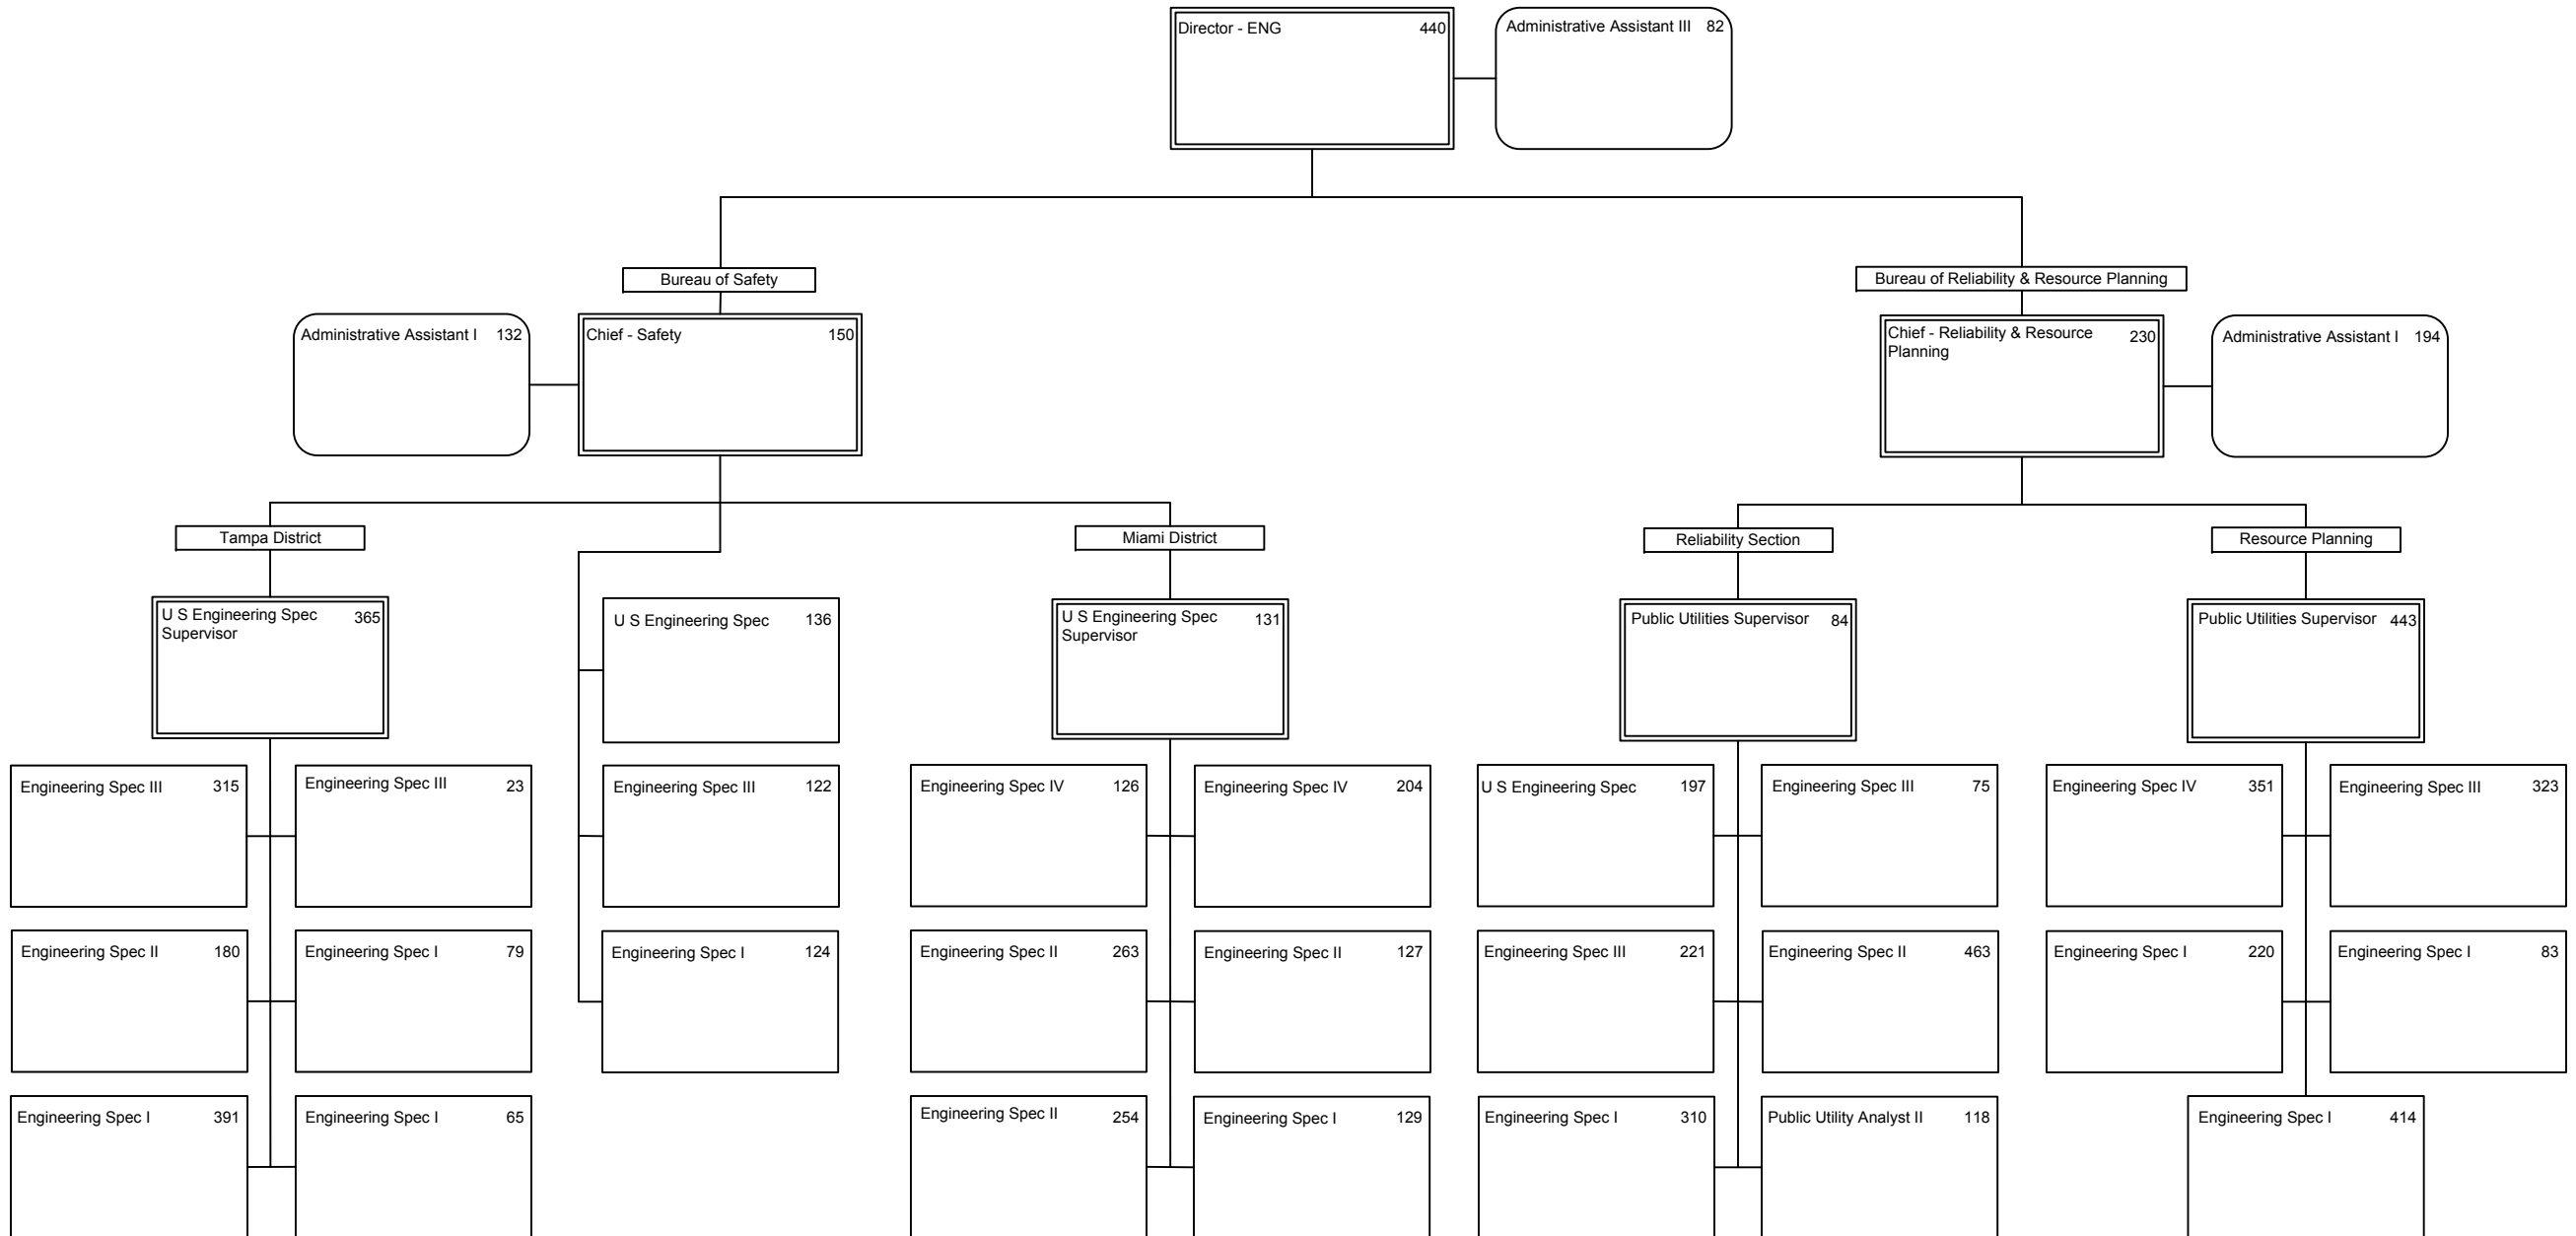 Director - ENG 440
Administrative Assistant III 82
Bureau of Safety
Bureau of Reliability & Resource Planning
Administrative Assistant I 132
Chief - Safety 150
Chief - Reliability & Resource 230
Planning
Administrative Assistant I 194
Tampa District
Miami District
Reliability Section
Resource Planning
U S Engineering Spec 365
Supervisor
U S Engineering Spec 136
U S Engineering Spec 131
Supervisor
Public Utilities Supervisor 84
Public Utilities Supervisor 443
Engineering Spec III 315
Engineering Spec III 23
Engineering Spec III 122
Engineering Spec IV 126
Engineering Spec IV 204
U S Engineering Spec 197
Engineering Spec III 75
Engineering Spec IV 351
Engineering Spec III 323
Engineering Spec II 180
Engineering Spec I 79
Engineering Spec I 124
Engineering Spec II 263
Engineering Spec II 127
Engineering Spec III 221
Engineering Spec II 463
Engineering Spec I 220
Engineering Spec I 83
Engineering Spec I 391
Engineering Spec I 65
Engineering Spec II 254
Engineering Spec I 129
Engineering Spec I 310
Public Utility Analyst II 118
Engineering Spec I 414